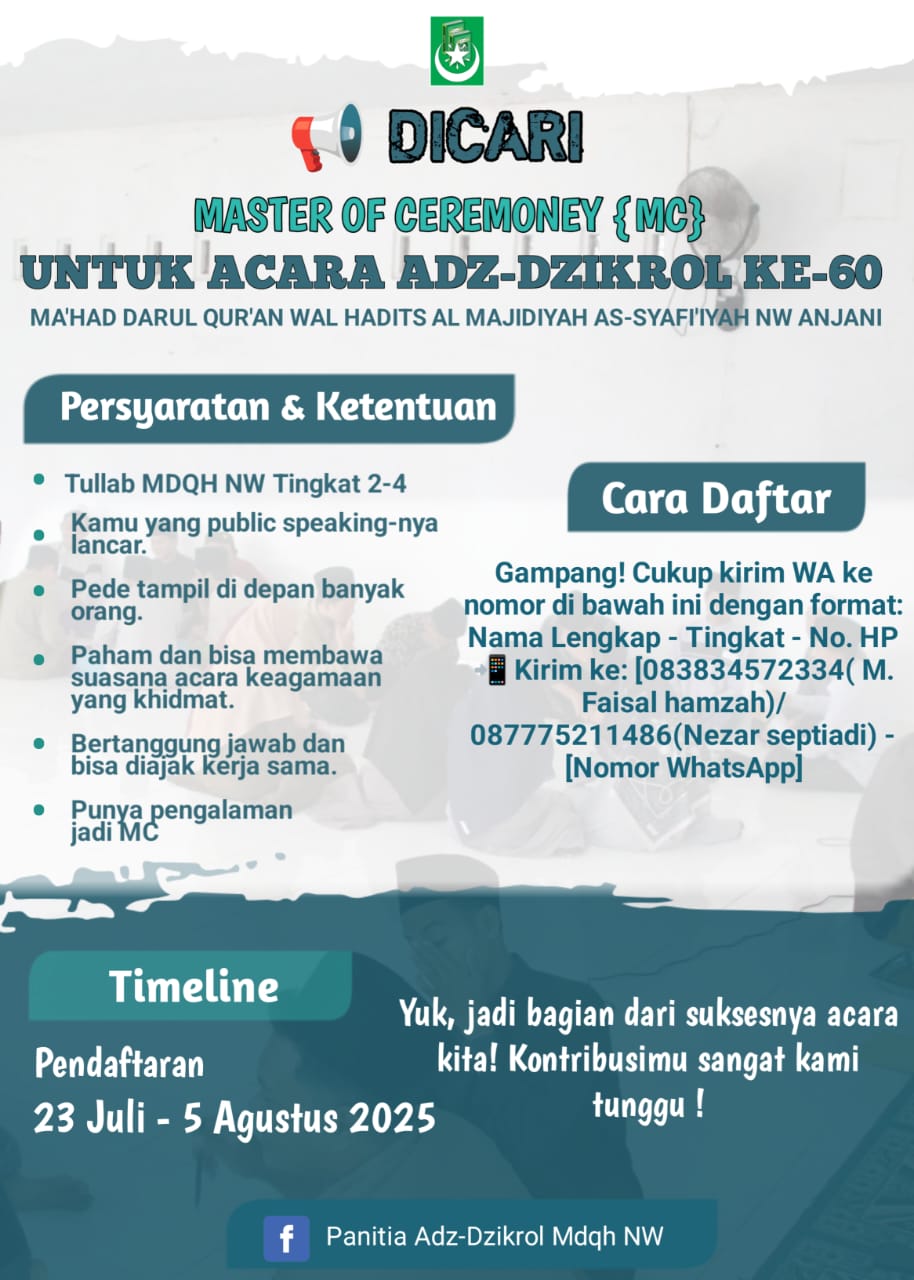 DICARI
MASTER OF CEREMONEY { MC}
UNTUK ACARA ADZ-DZIKROL KE-60
MA'HAD DARUL QUR'AN WAL HADITS AL MAJIDIYAH AS-SYAFI'IYAH NW ANJANI
Persyaratan & Ketentuan
• Tullab MDQH NW Tingkat 2-4
• Kamu yang public speaking-nya
lancar.
• Pede tampil di depan banyak
orang.
• Paham dan bisa membawa
suasana acara keagamaan
yang khidmat.
• Bertanggung jawab dan
bisa diajak kerja sama.
• Punya pengalaman
jadi MC
Cara Daftar
Gampang! Cukup kirim WA ke
nomor di bawah ini dengan format:
Nama Lengkap - Tingkat - No. HP
📲 Kirim ke: [083834572334( M.
Faisal hamzah)/
087775211486(Nezar septiadi) -
[Nomor WhatsApp]
Timeline
Pendaftaran
23 Juli - 5 Agustus 2025
Yuk, jadi bagian dari suksesnya acara
kita! Kontribusimu sangat kami
tunggu !
f Panitia Adz-Dzikrol Mdqh NW